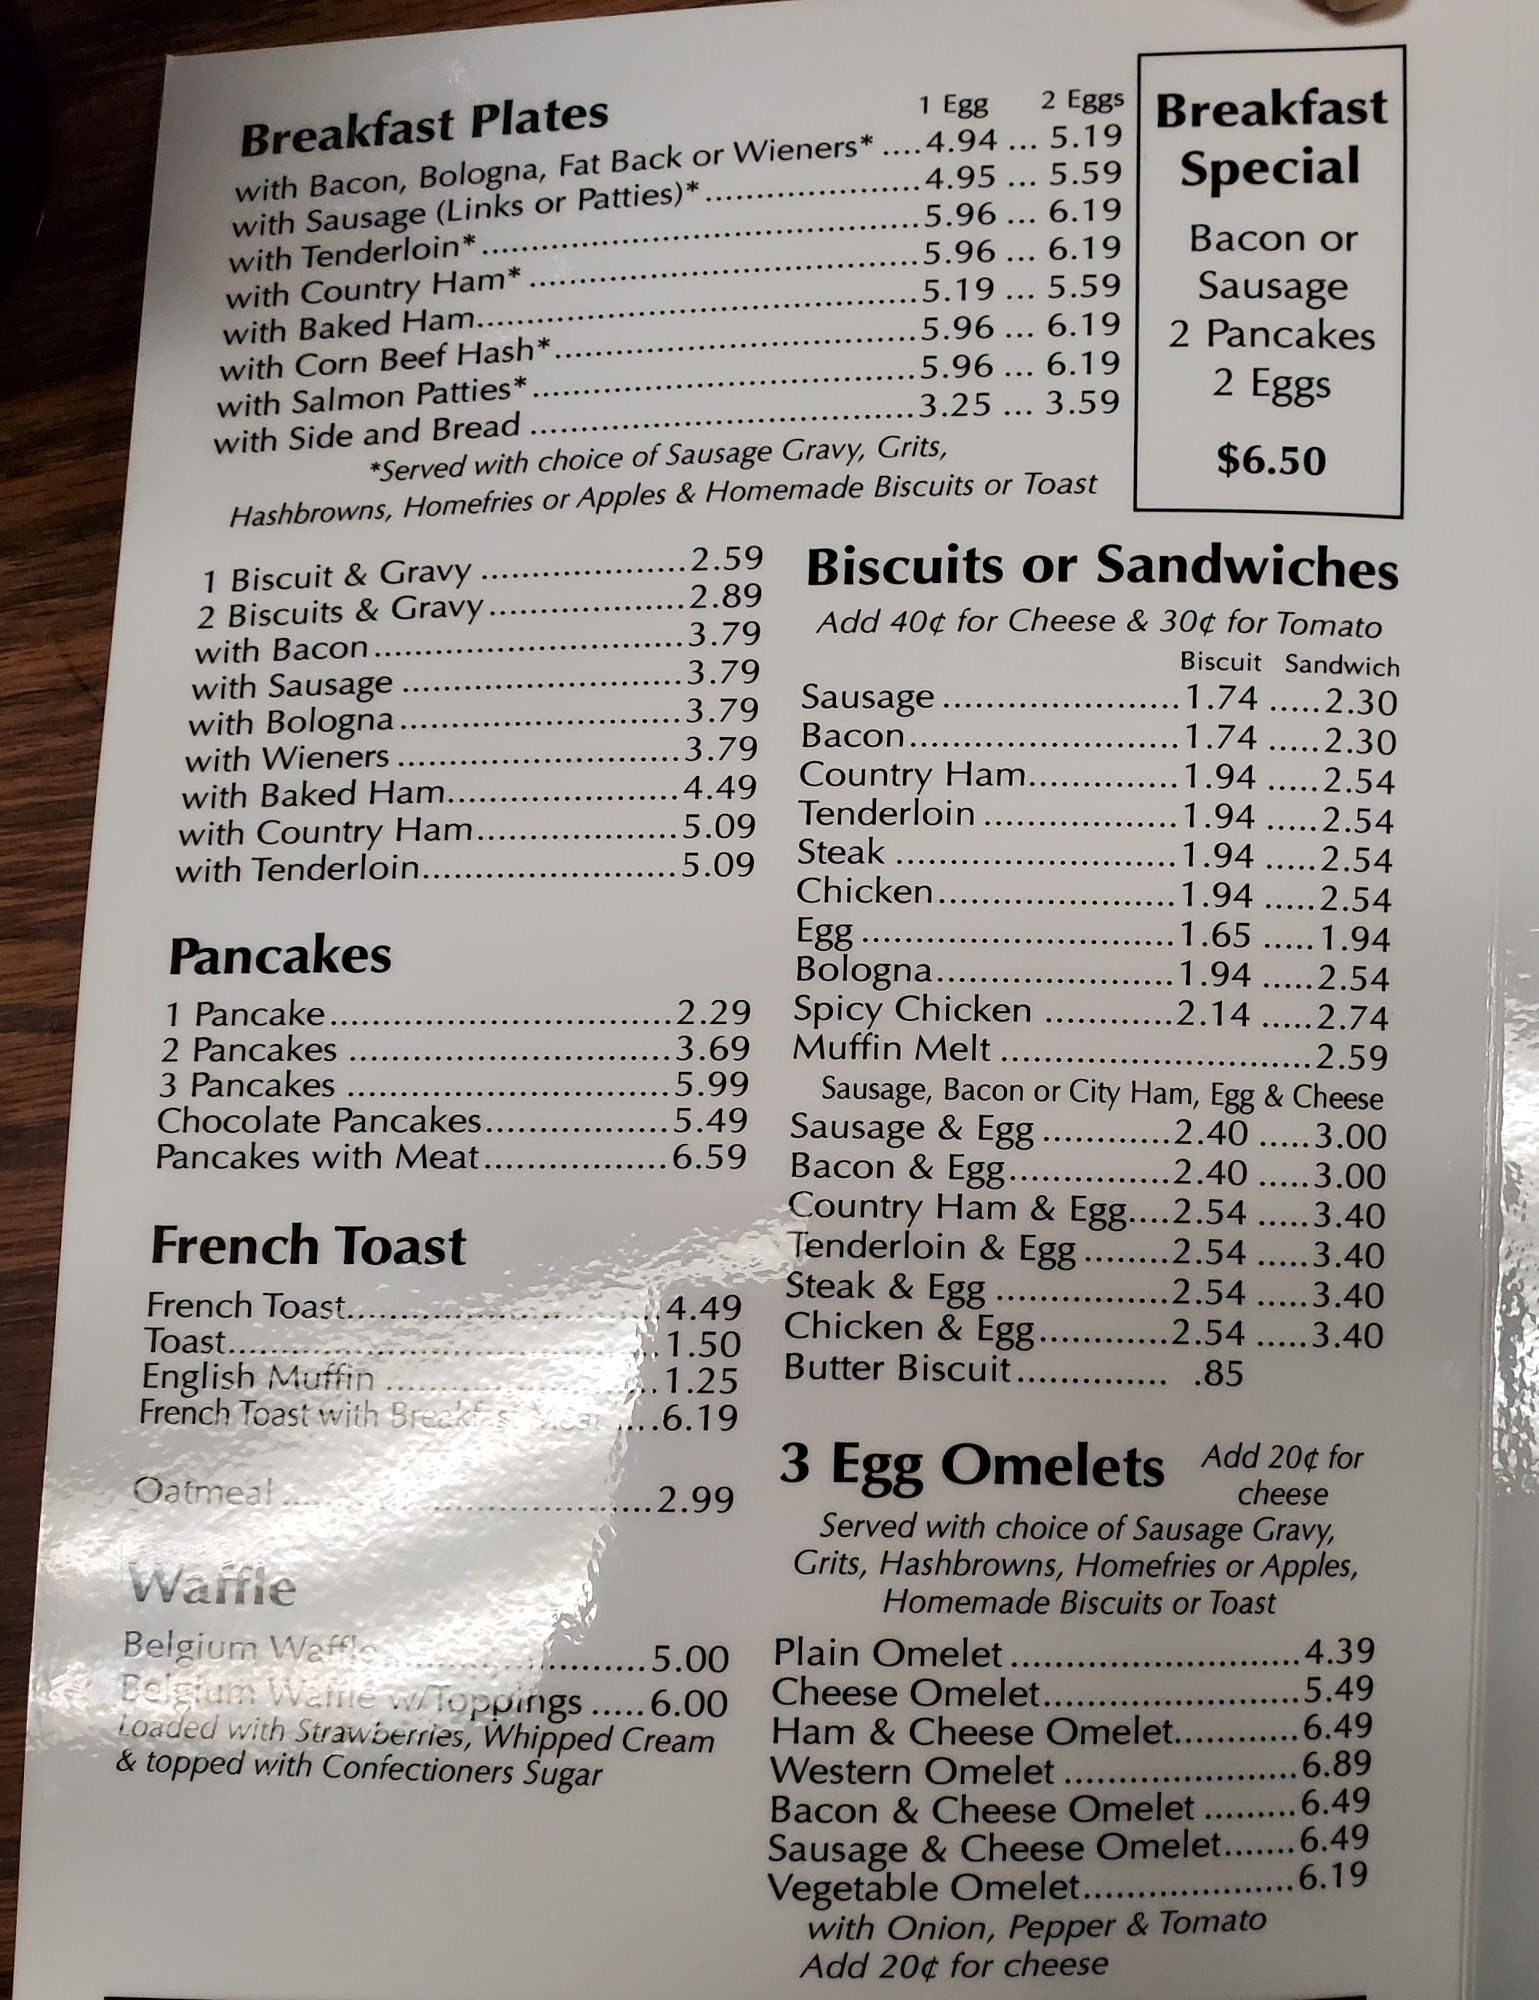 Breakfast Plates
1 Egg 2 Eggs
with Bacon, Bologna, Fat Back or Wieners* ....4.94 ... 5.19
with Sausage (Links or Patties)*....................4.95 ... 5.59
with Tenderloin*..........................................5.96 ... 6.19
with Country Ham* .....................................5.96 ... 6.19
with Baked Ham..........................................5.19 ... 5.59
with Corn Beef Hash*...................................5.96 ... 6.19
with Salmon Patties* ....................................5.96 ... 6.19
with Side and Bread .....................................3.25 ... 3.59
*Served with choice of Sausage Gravy, Grits,
Hashbrowns, Homefries or Apples & Homemade Biscuits or Toast
Breakfast
Special
Bacon or
Sausage
2 Pancakes
2 Eggs
$6.50
1 Biscuit & Gravy ....................2.59
2 Biscuits & Gravy...................2.89
with Bacon..............................3.79
with Sausage ...........................3.79
with Bologna...........................3.79
with Wieners ...........................3.79
with Baked Ham......................4.49
with Country Ham...................5.09
with Tenderloin........................5.09
Pancakes
1 Pancake................................2.29
2 Pancakes ..............................3.69
3 Pancakes ..............................5.99
Chocolate Pancakes.................5.49
Pancakes with Meat.................6.59
French Toast
French Toast.............................4.49
Toast........................................1.50
English Muffin .........................1.25
French Toast with Breakfast Meat ....6.19
Oatmeal ..................................2.99
Waffle
Belgium Waffle........................5.00
Belgium Waffle w/Toppings .....6.00
Loaded with Strawberries, Whipped Cream
& topped with Confectioners Sugar
Biscuits or Sandwiches
Add 40¢ for Cheese & 30¢ for Tomato
Biscuit Sandwich
Sausage ......................1.74 .....2.30
Bacon.........................1.74 .....2.30
Country Ham..............1.94 .....2.54
Tenderloin ..................1.94 .....2.54
Steak ..........................1.94 .....2.54
Chicken......................1.94 .....2.54
Egg .............................1.65 .....1.94
Bologna......................1.94 .....2.54
Spicy Chicken ............2.14 .....2.74
Muffin Melt .............................2.59
Sausage, Bacon or City Ham, Egg & Cheese
Sausage & Egg ............2.40 .....3.00
Bacon & Egg...............2.40 .....3.00
Country Ham & Egg....2.54 .....3.40
Tenderloin & Egg ........2.54 .....3.40
Steak & Egg ................2.54 .....3.40
Chicken & Egg............2.54 .....3.40
Butter Biscuit.............. .85
3 Egg Omelets Add 20¢ for
cheese
Served with choice of Sausage Gravy,
Grits, Hashbrowns, Homefries or Apples,
Homemade Biscuits or Toast
Plain Omelet ...........................4.39
Cheese Omelet........................5.49
Ham & Cheese Omelet............6.49
Western Omelet ......................6.89
Bacon & Cheese Omelet .........6.49
Sausage & Cheese Omelet.......6.49
Vegetable Omelet....................6.19
with Onion, Pepper & Tomato
Add 20¢ for cheese